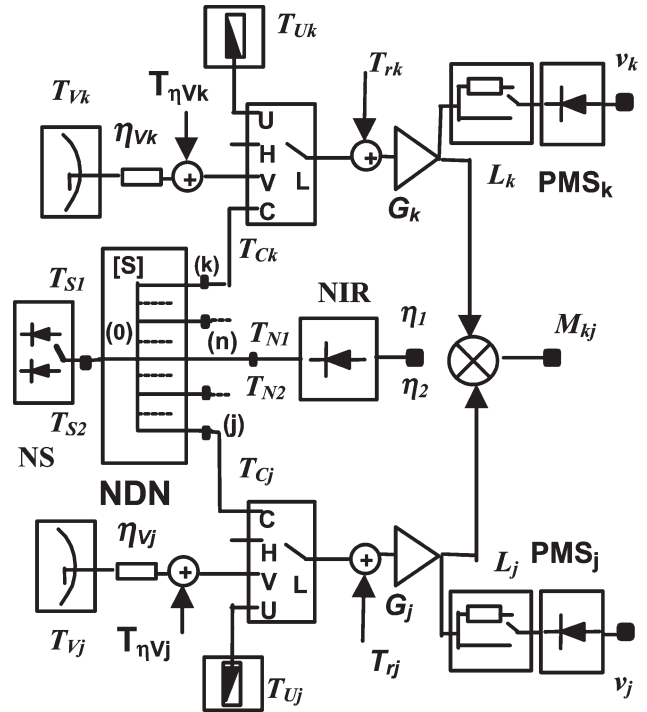 T_Uk
T_rk
v_k
T_Vk
T_ηVk
η_Vk
U
H
V
C
L
G_k
L_k
PMS_k
T_Ck
[S]
(k)
T_S1
NIR
(0)
(n)
T_N1
η_1
M_kj
T_N2
η_2
T_S2
NS
(j)
NDN
T_Cj
C
H
V
U
L
η_Vj
L_j
PMS_j
G_j
T_Vj
T_ηVj
T_rj
T_Uj
v_j